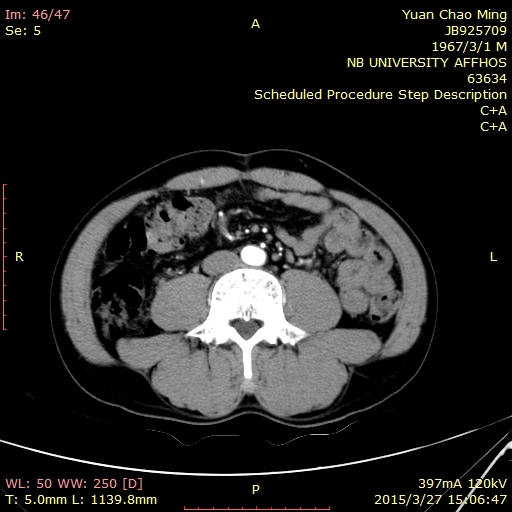 Im: 46/47
Se: 5
A
Yuan Chao Ming
JB925709
1967/3/1 M
NB UNIVERSITY AFFHOS
63634
Scheduled Procedure Step Description
C+A
C+A
R
L
WL: 50 WW: 250 [D]
T: 5.0mm L: 1139.8mm
P
397mA 120kV
2015/3/27 15:06:47